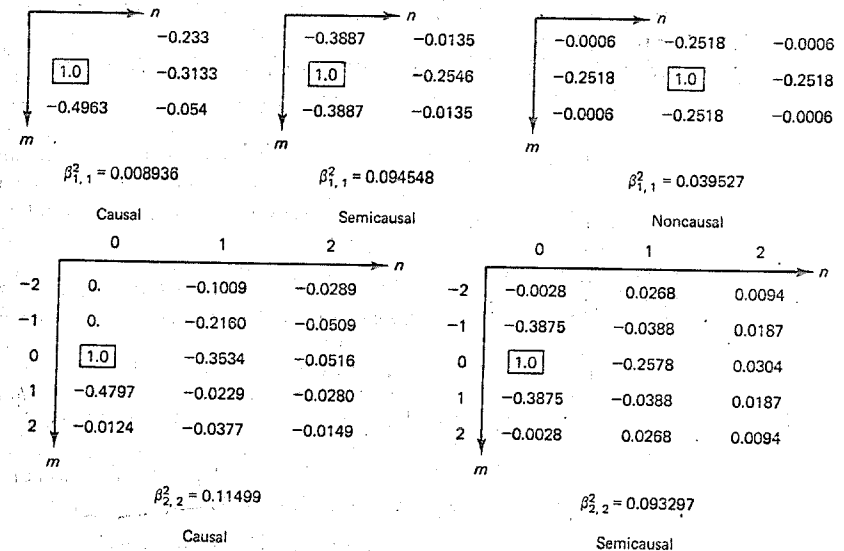 n n n
-0.233 -0.3887 -0.0135 -0.0006 -0.2518 -0.0006
1.0 -0.3133 1.0 -0.2546 -0.2518 1.0 -0.2518
-0.4963 -0.054 -0.3887 -0.0135 -0.0006 -0.2518 -0.0006
m m m
β²₁, ₁ = 0.008936 β²₁, ₁ = 0.094548 β²₁, ₁ = 0.039527
Causal Semicausal Noncausal
0 1 2 n 0 1 2 n
-2 0. -0.1009 -0.0289 -2 -0.0028 0.0268 0.0094
-1 0. -0.2160 -0.0509 -1 -0.3875 -0.0388 0.0187
0 1.0 -0.3534 -0.0516 0 1.0 -0.2578 0.0304
1 -0.4797 -0.0229 -0.0280 1 -0.3875 -0.0388 0.0187
2 -0.0124 -0.0377 -0.0149 2 -0.0028 0.0268 0.0094
m m
β²₂, ₂ = 0.11499 β²₂, ₂ = 0.093297
Causal Semicausal